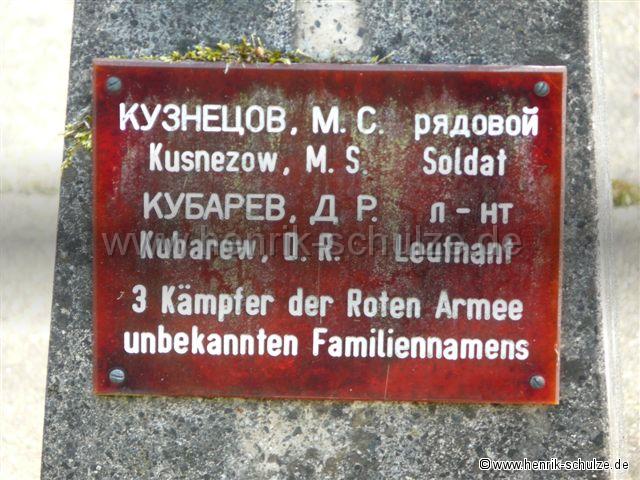 КУЗНЕЦОВ, М. С. рядовой
Kusnezow, M. S. Soldat
КУБАРЕВ, Д. Р. л-нт
www.henrik-schulze.de
Kubarew, D. R. Leutnant
3 Kämpfer der Roten Armee
unbekannten Familiennamens
©www.henrik-schulze.de